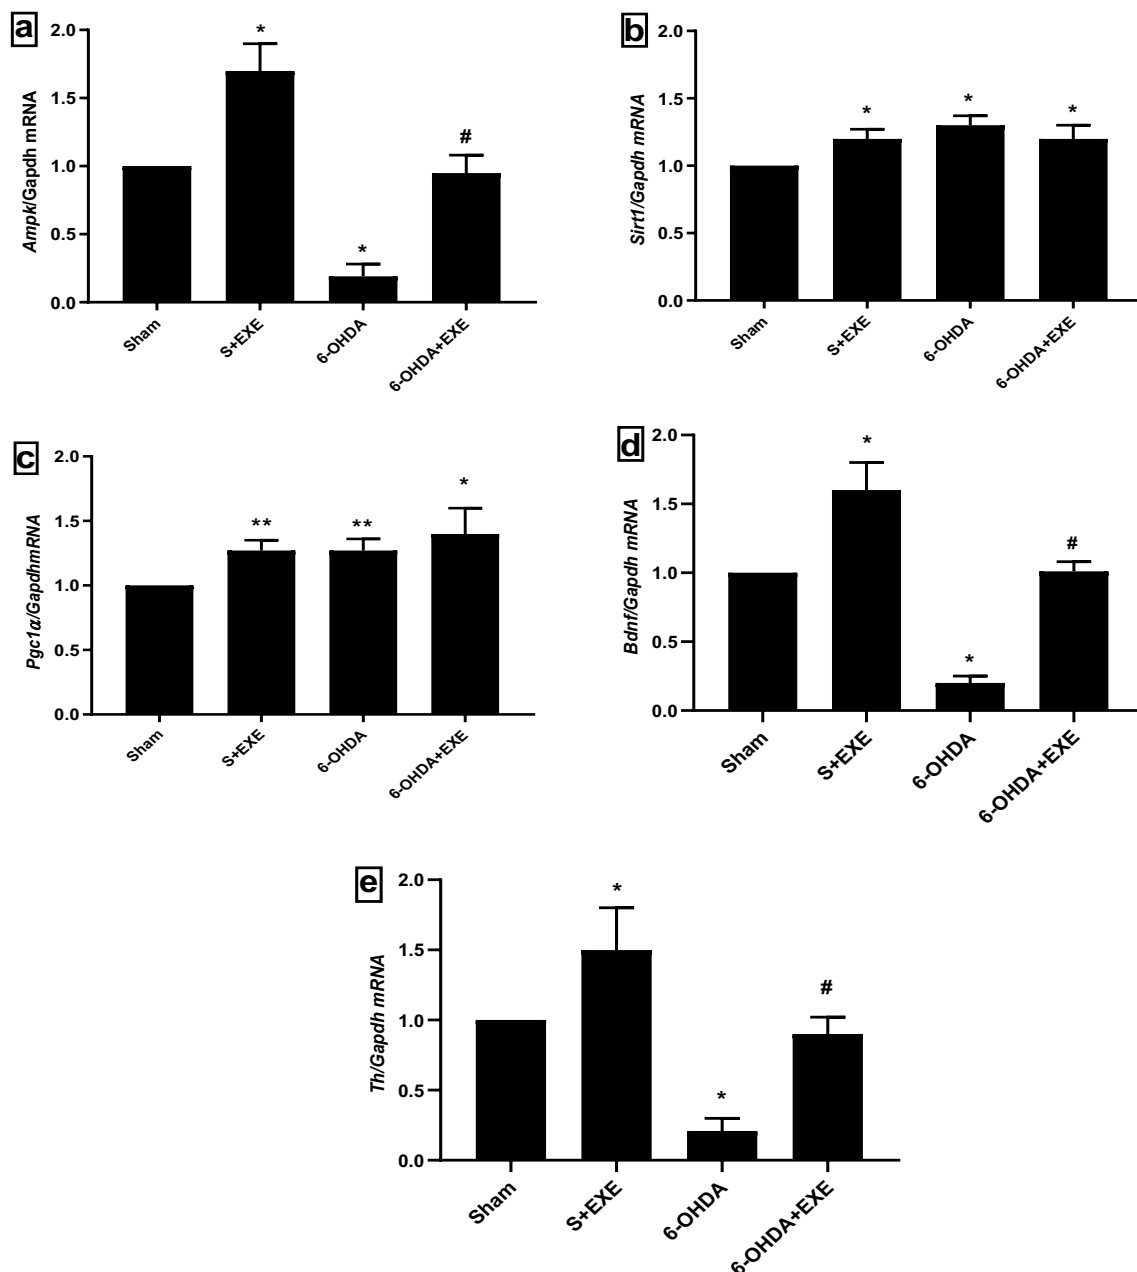 a
Ampk/Gapdh mRNA
2.0
1.5
1.0
0.5
0.0
*
*
#
Sham
S+EXE
6-OHDA
6-OHDA+EXE
b
Sirt1/Gapdh mRNA
2.0
1.5
1.0
0.5
0.0
*
*
*
Sham
S+EXE
6-OHDA
6-OHDA+EXE
c
Pgc1α/GapdhmRNA
2.0
1.5
1.0
0.5
0.0
**
**
*
Sham
S+EXE
6-OHDA
6-OHDA+EXE
d
Bdnf/Gapdh mRNA
2.0
1.5
1.0
0.5
0.0
*
*
#
Sham
S+EXE
6-OHDA
6-OHDA+EXE
e
Th/Gapdh mRNA
2.0
1.5
1.0
0.5
0.0
*
*
#
Sham
S+EXE
6-OHDA
6-OHDA+EXE